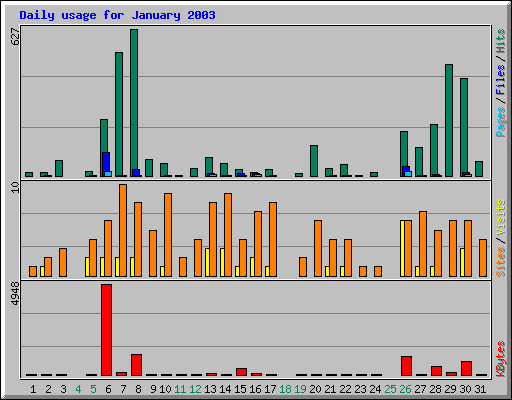 Daily usage for January 2003
627
Pages / Files / Hits
10
Sites / Visits
4948
KBytes
1 2 3 4 5 6 7 8 9 10 11 12 13 14 15 16 17 18 19 20 21 22 23 24 25 26 27 28 29 30 31